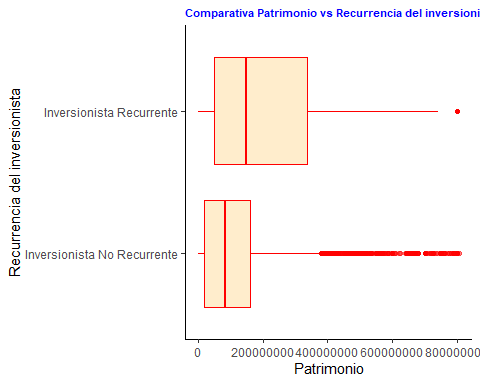 Comparativa Patrimonio vs Recurrencia del inversioni
Recurrencia del inversionista
Inversionista Recurrente
Inversionista No Recurrente
0 200000000 400000000 600000000 80000000
Patrimonio